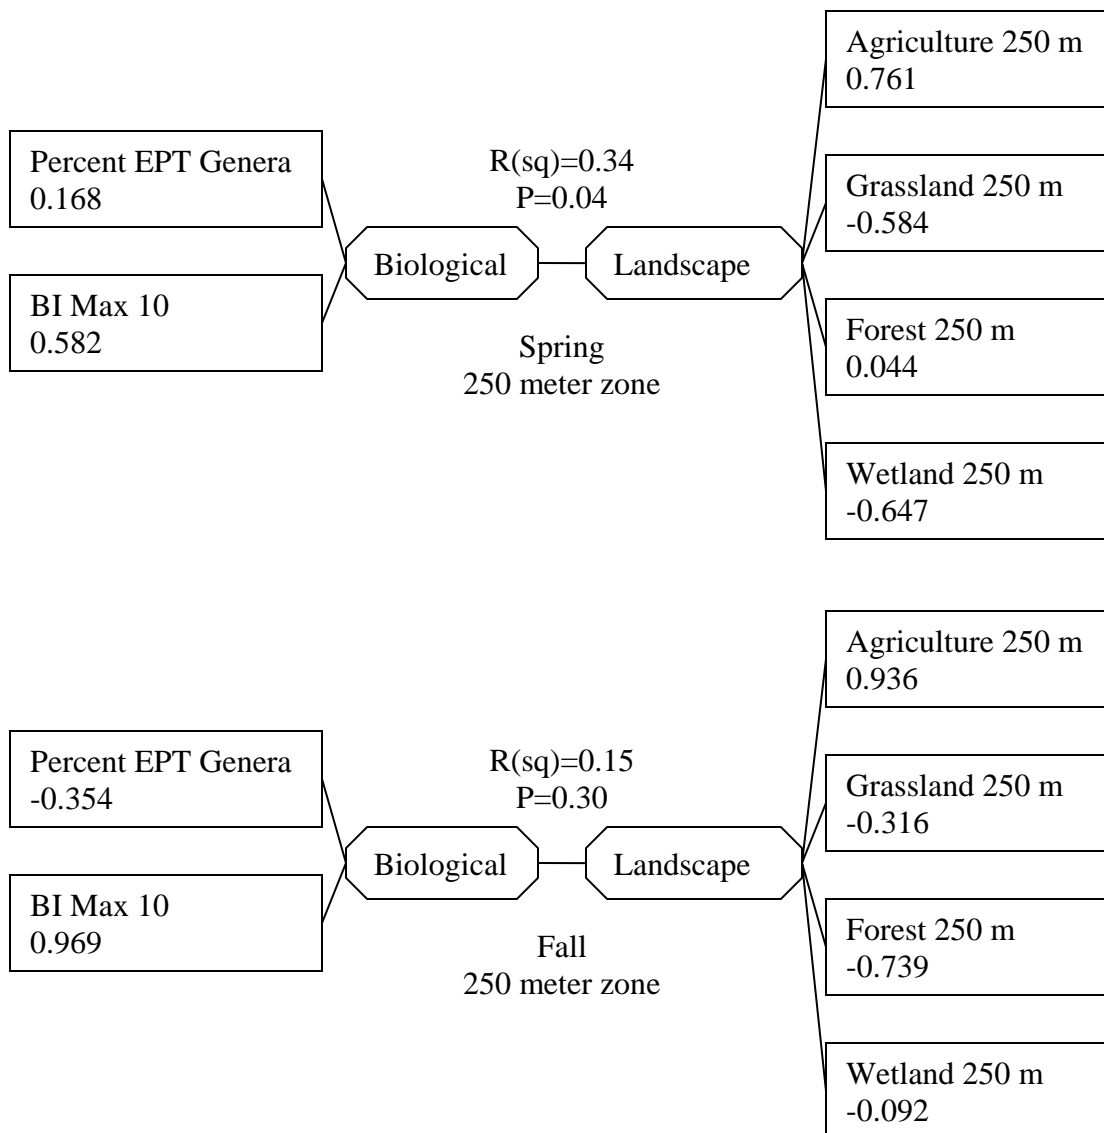 Percent EPT Genera
0.168
BI Max 10
0.582
R(sq)=0.34
P=0.04
Biological
Landscape
Spring
250 meter zone
Agriculture 250 m
0.761
Grassland 250 m
-0.584
Forest 250 m
0.044
Wetland 250 m
-0.647
Percent EPT Genera
-0.354
BI Max 10
0.969
R(sq)=0.15
P=0.30
Biological
Landscape
Fall
250 meter zone
Agriculture 250 m
0.936
Grassland 250 m
-0.316
Forest 250 m
-0.739
Wetland 250 m
-0.092